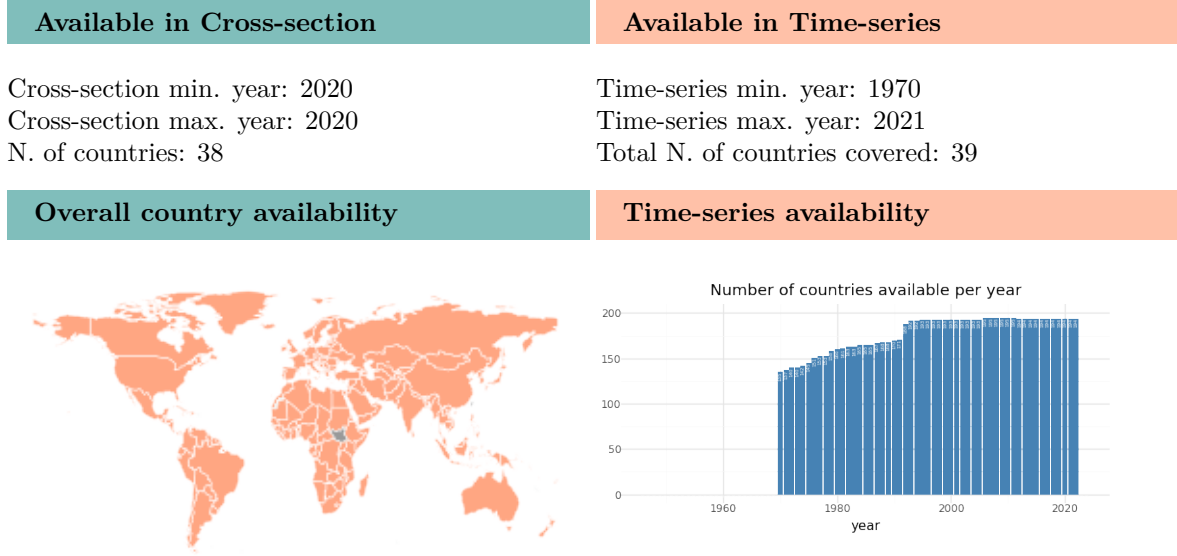 Available in Cross-section
Available in Time-series
Cross-section min. year: 2020
Cross-section max. year: 2020
N. of countries: 38
Time-series min. year: 1970
Time-series max. year: 2021
Total N. of countries covered: 39
Overall country availability
Time-series availability
Number of countries available per year
200
150
100
50
0
1960
1980
2000
2020
year